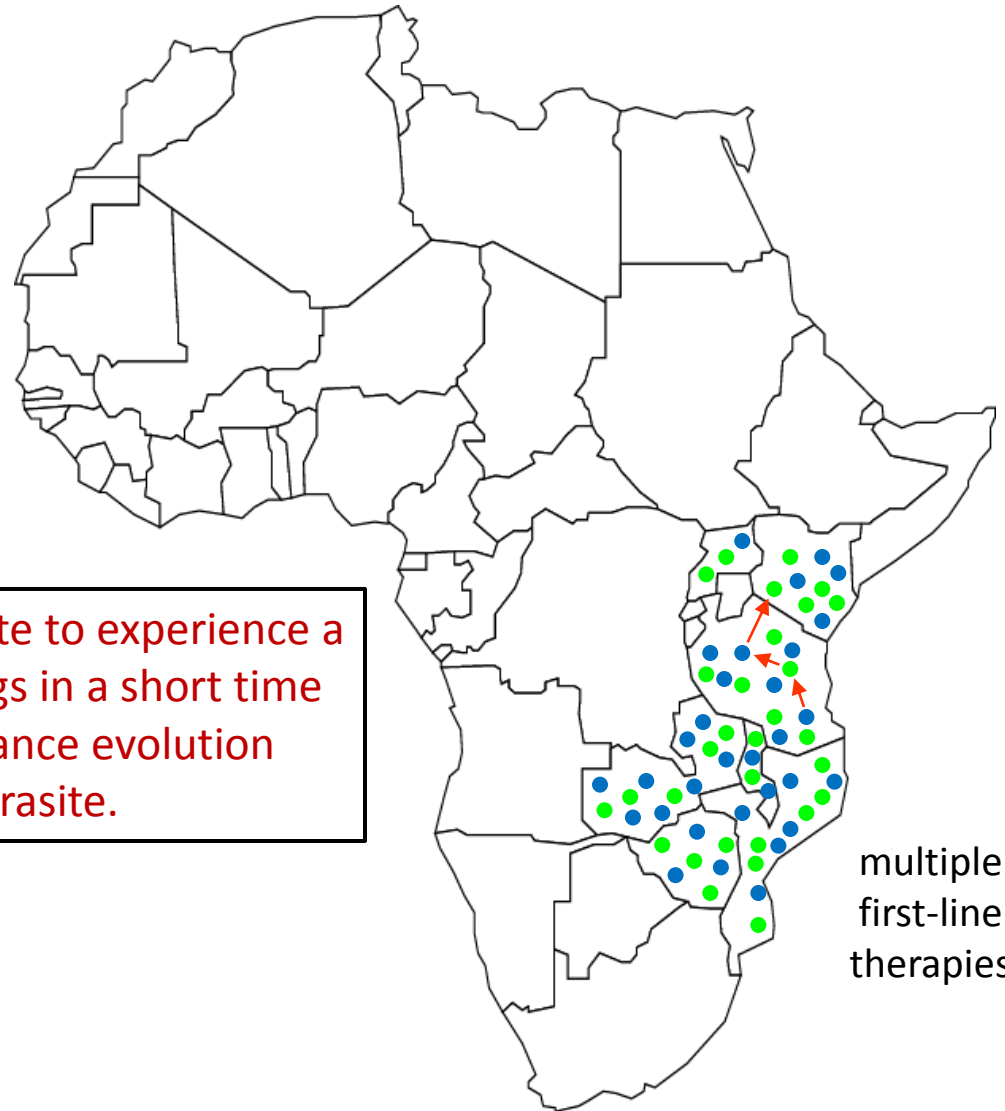 te to experience a
gs in a short time
ance evolution
rasite.
multiple
first-line
therapies